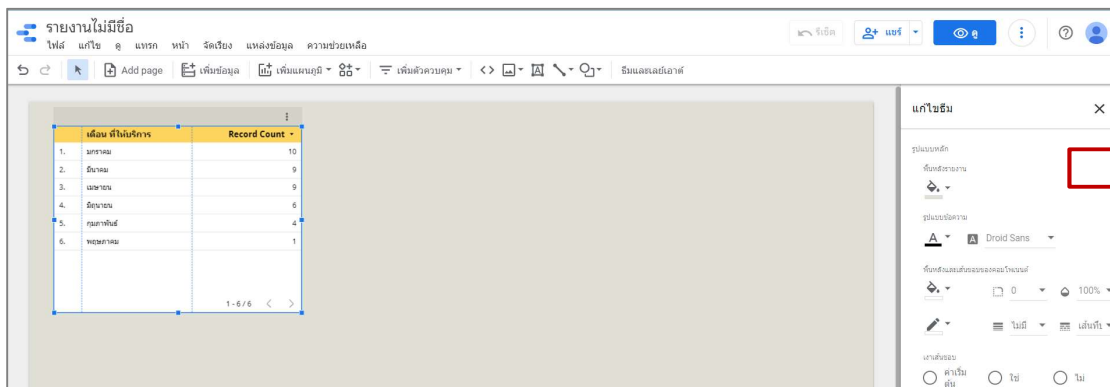 รายงานไม่มีชื่อ
ไฟล์ แก้ไข ดู แทรก หน้า จัดเรียง แหล่งข้อมูล ความช่วยเหลือ
รีเซ็ต แชร์ ดู
Add page เพิ่มข้อมูล เพิ่มแผนภูมิ เพิ่มตัวควบคุม ธีมและเลย์เอาต์
แก้ไขธีม
เดือน ที่ให้บริการ Record Count
1. มกราคม 10
2. มีนาคม 9
3. เมษายน 9
4. มิถุนายน 6
5. กุมภาพันธ์ 4
6. พฤษภาคม 1
1 - 6 / 6
รูปแบบหลัก
พื้นหลังรายงาน
รูปแบบข้อความ
A A Droid Sans
พื้นหลังและเส้นขอบของคอมโพเนนต์
0 100%
ไม่มี เส้นทึบ
เงาเส้นขอบ
ค่าเริ่มต้น ใช่ ไม่